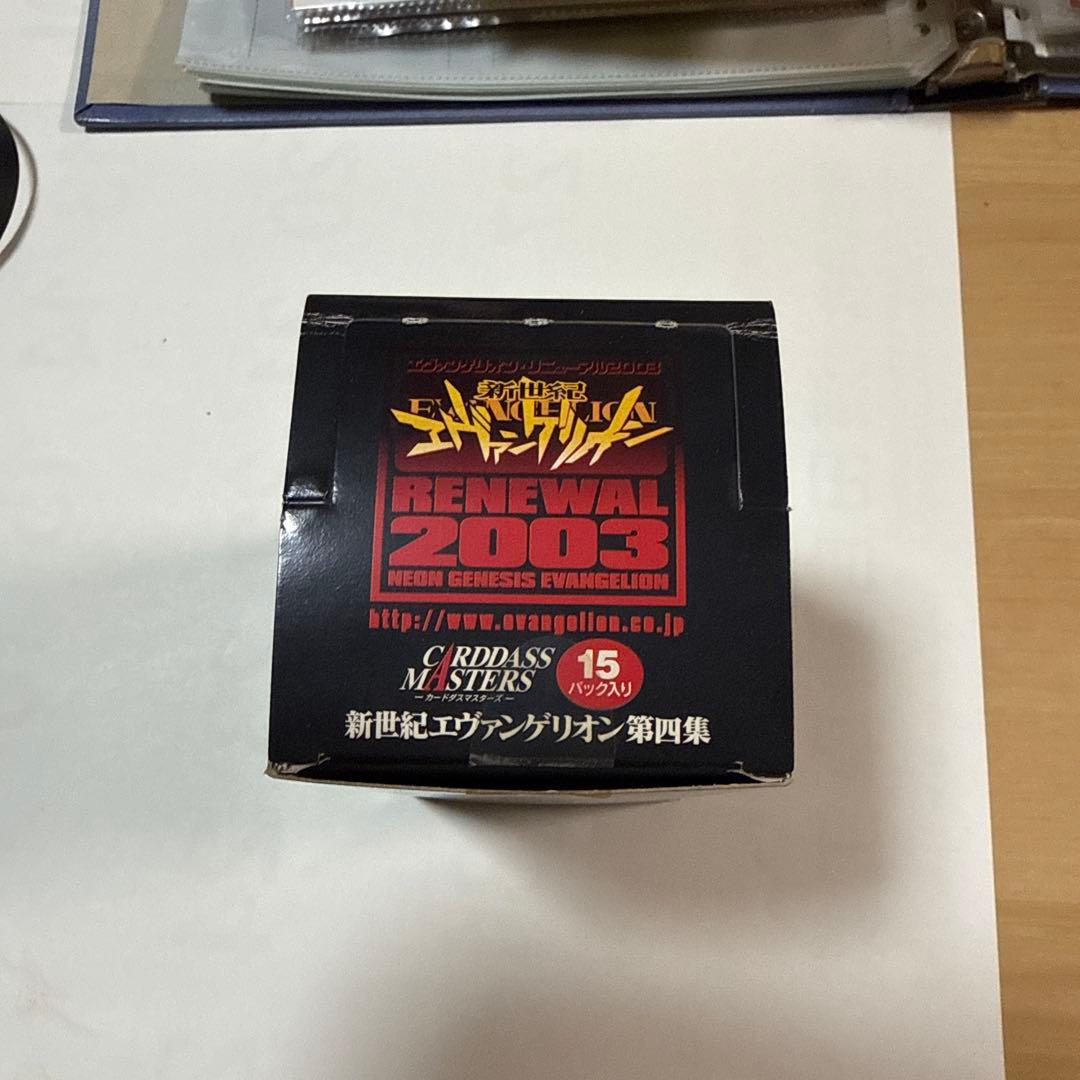 エヴァンゲリオン・リニューアル2003
新世紀
EVANGELION
エヴァンゲリオン
RENEWAL
2003
NEON GENESIS EVANGELION
http://www.evangelion.co.jp
CARDDASS
MASTERS
ーカードダスマスターズー
15
パック入り
新世紀エヴァンゲリオン第四集